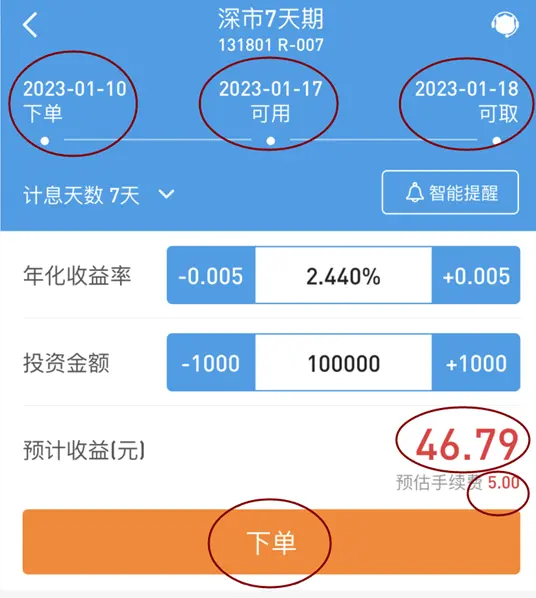 深市7天期
131801 R-007
2023-01-10 2023-01-17 2023-01-18
下单 可用 可取
计息天数 7天 智能提醒
年化收益率 -0.005 2.440% +0.005
投资金额 -1000 100000 +1000
预计收益(元) 46.79
预估手续费 5.00
下单